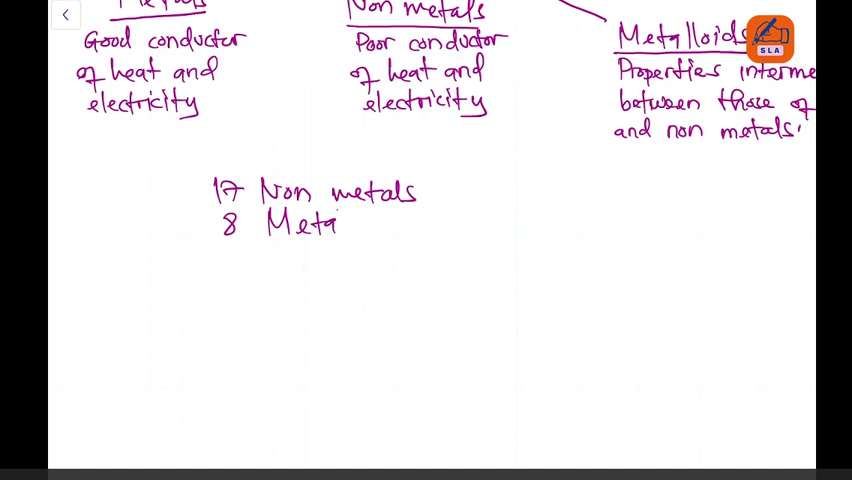 Metals
Good conductor
of heat and
electricity
Non metals
Poor conductor
of heat and
electricity
Metalloids
Properties interme
between those of
and non metals.
SLA
17 Non metals
8 Meta